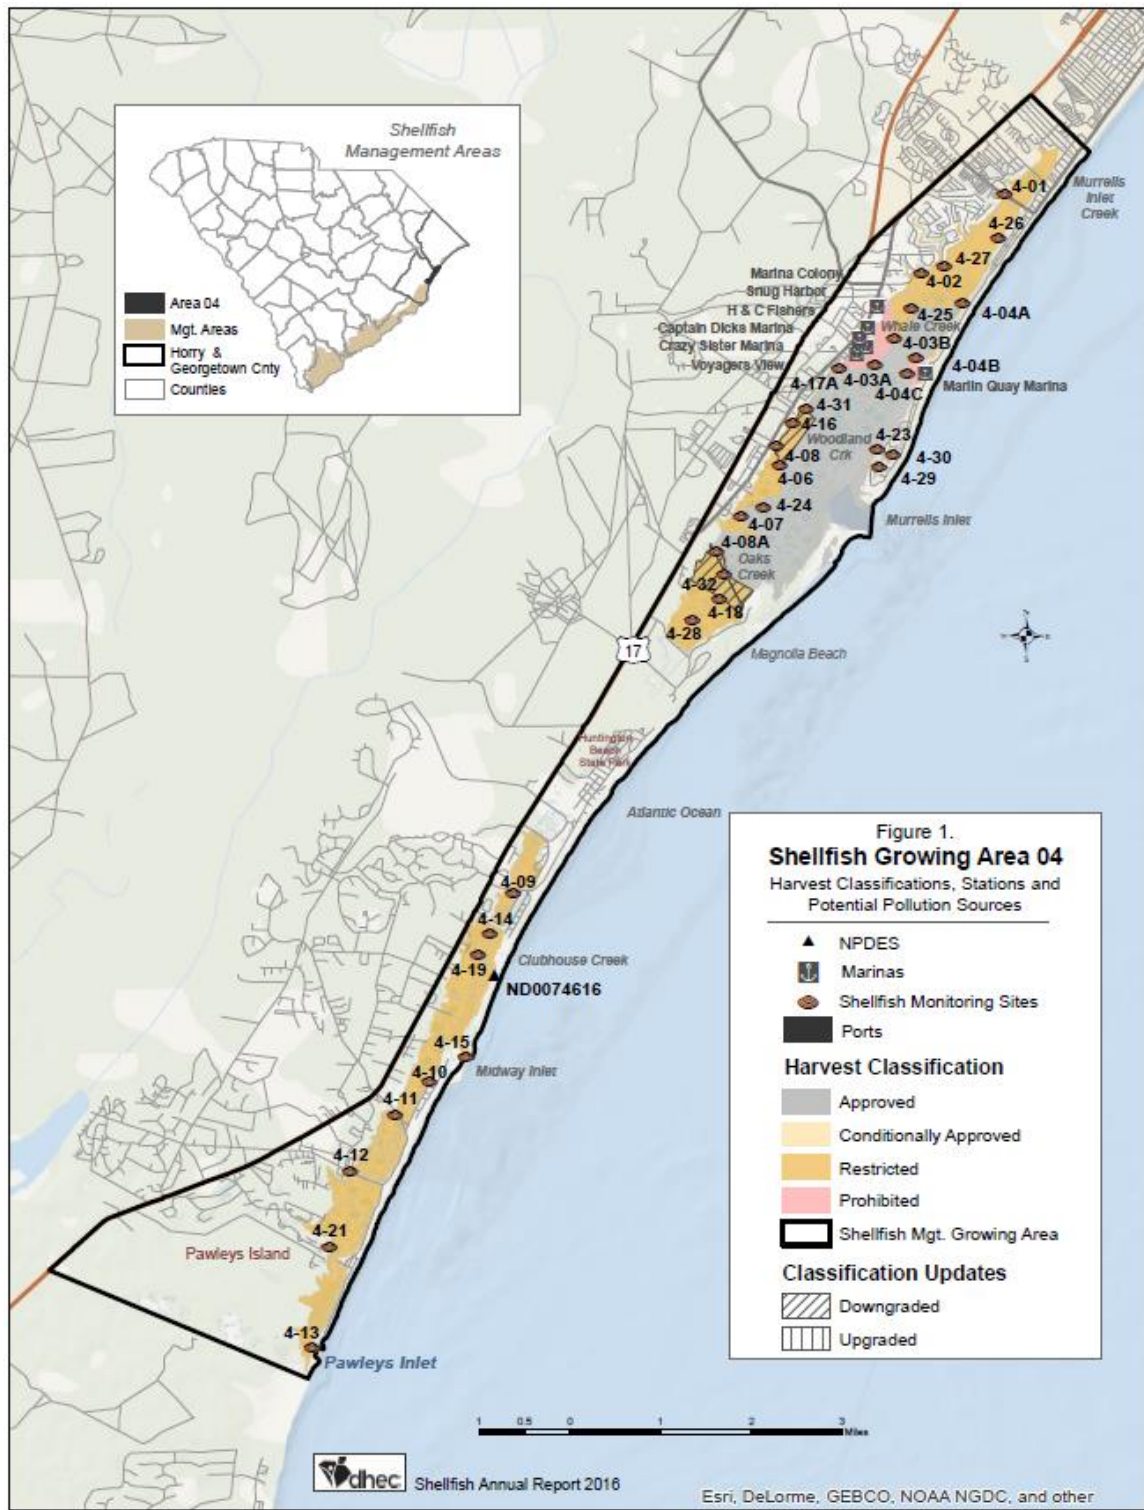 Shellfish
Management Areas
Area 04
Mgt. Areas
Horry &
Georgetown Cnty
Counties
Murrells
Inlet
Creek
4-01
4-26
4-27
4-02
4-04A
4-25
Whale Creek
4-03B
4-04B
Marlin Quay Marina
Marina Colony
Snug Harbor
H & C Fishers
Captain Dicks Marina
Crazy Sister Marina
Voyagers View
4-17A
4-03A
4-04C
4-31
4-16
Woodland
Crk
4-23
4-08
4-30
4-06
4-29
4-24
4-07
Murrells Inlet
4-08A
Oaks
Creek
4-32
4-18
4-28
17
Magnolia Beach
Huntington
Beach
State Park
Atlantic Ocean
4-09
4-14
Clubhouse Creek
4-19
ND0074616
4-15
Midway Inlet
4-10
4-11
4-12
4-21
Pawleys Island
4-13
Pawleys Inlet
Figure 1.
Shellfish Growing Area 04
Harvest Classifications, Stations and
Potential Pollution Sources
NPDES
Marinas
Shellfish Monitoring Sites
Ports
Harvest Classification
Approved
Conditionally Approved
Restricted
Prohibited
Shellfish Mgt. Growing Area
Classification Updates
Downgraded
Upgraded
1 0.5 0 1 2 3
Miles
dhec Shellfish Annual Report 2016
Esri, DeLorme, GEBCO, NOAA NGDC, and other